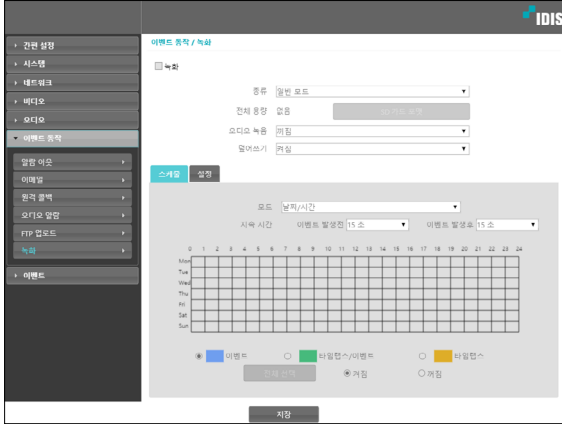 IDIS
간편 설정
시스템
네트워크
비디오
오디오
이벤트 동작
알람 아웃
이메일
원격 콜백
오디오 알람
FTP 업로드
녹화
이벤트
이벤트 동작 / 녹화
녹화
종류 일반 모드
전체 용량 없음 SD 카드 포맷
오디오 녹음 꺼짐
덮어쓰기 켜짐
스케줄 설정
모드 날짜/시간
지속 시간 이벤트 발생전 15 초 이벤트 발생후 15 초
0 1 2 3 4 5 6 7 8 9 10 11 12 13 14 15 16 17 18 19 20 21 22 23 24
Mon
Tue
Wed
Thu
Fri
Sat
Sun
이벤트 타임랩스/이벤트 타임랩스
전체 선택 켜짐 꺼짐
저장